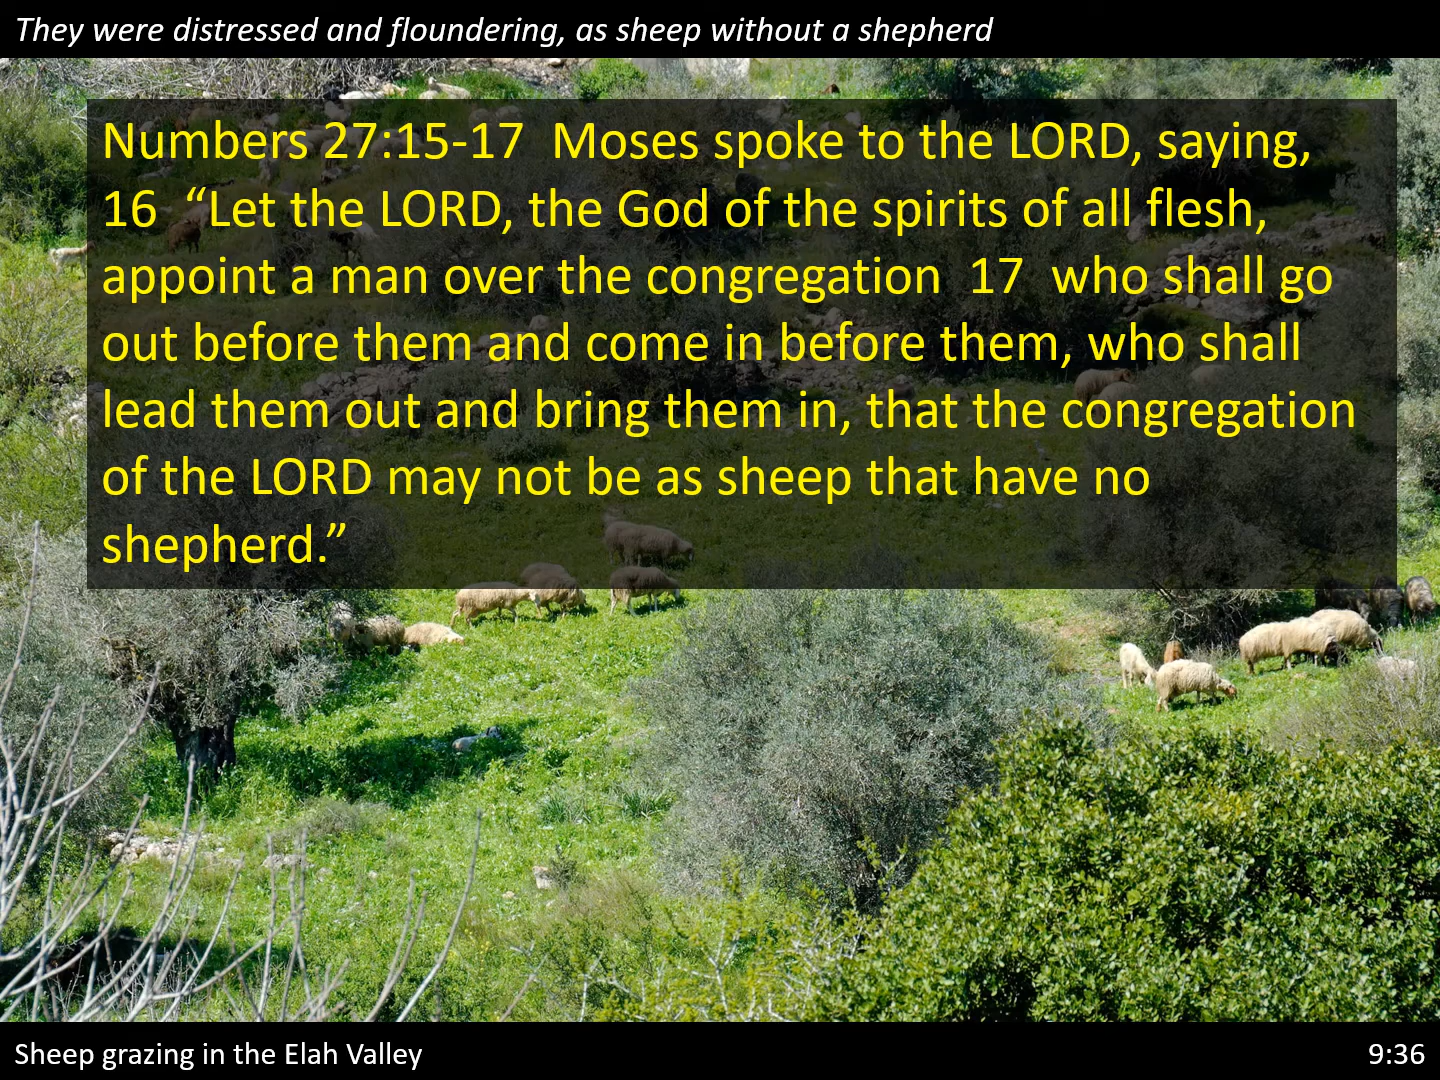 They were distressed and floundering, as sheep without a shepherd
Numbers 27:15-17  Moses spoke to the LORD, saying,
16  “Let the LORD, the God of the spirits of all flesh,
appoint a man over the congregation  17  who shall go
out before them and come in before them, who shall
lead them out and bring them in, that the congregation
of the LORD may not be as sheep that have no
shepherd.”
Sheep grazing in the Elah Valley
9:36